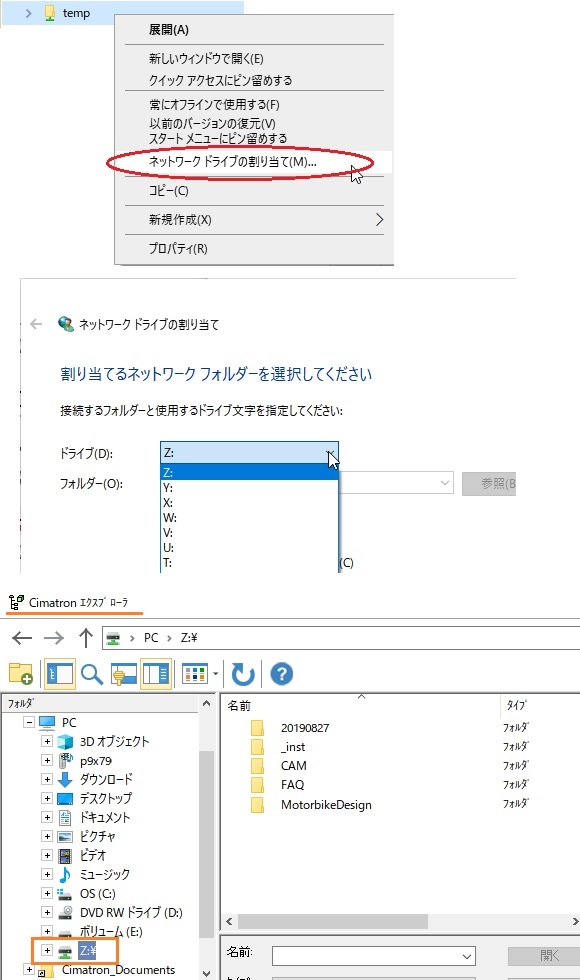 temp
展開(A)
新しいウィンドウで開く(E)
クイック アクセスにピン留めする
常にオフラインで使用する(F)
以前のバージョンの復元(V)
スタート メニューにピン留めする
ネットワーク ドライブの割り当て(M)...
コピー(C)
新規作成(X)
プロパティ(R)
ネットワーク ドライブの割り当て
割り当てるネットワーク フォルダーを選択してください
接続するフォルダーと使用するドライブ文字を指定してください:
ドライブ(D):
Z:
Z:
フォルダー(O):
参照(B
Y:
X:
W:
V:
U:
T:
(C)
Cimatron ｴｸｽﾌﾟﾛｰﾗ
PC
Z:¥
ﾌｫﾙﾀﾞ
名前
ﾀｲﾌﾟ
PC
3D オブジェクト
p9x79
ダウンロード
デスクトップ
ドキュメント
ピクチャ
ビデオ
ミュージック
OS (C:)
DVD RW ドライブ (D:)
ボリューム (E:)
Z:¥
Cimatron_Documents
20190827 ﾌｫﾙﾀﾞ
_inst ﾌｫﾙﾀﾞ
CAM ﾌｫﾙﾀﾞ
FAQ ﾌｫﾙﾀﾞ
MotorbikeDesign ﾌｫﾙﾀﾞ
名前:
開く